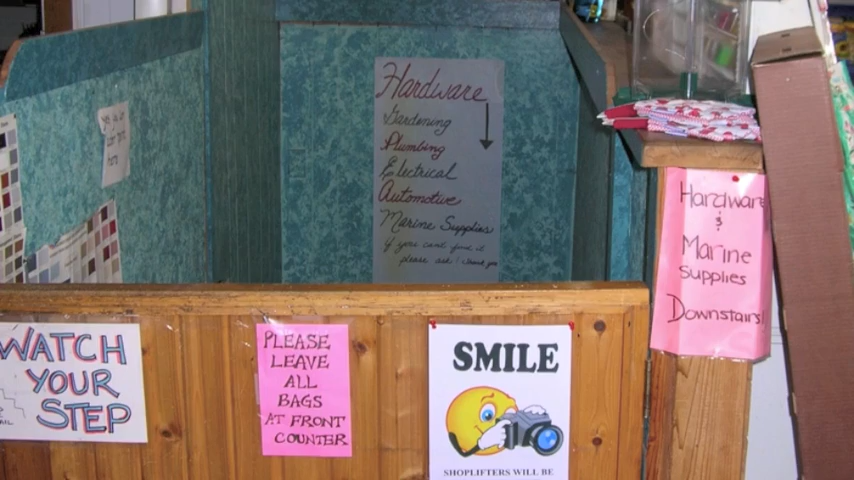 Hardware
Gardening
Plumbing
Electrical
Automotive
Marine Supplies
if you cant find it
please ask! Thank you
Hardware
&
Marine
Supplies
Downstairs!
WATCH
YOUR
STEP
PLEASE
LEAVE
ALL
BAGS
AT FRONT
COUNTER
SMILE
SHOPLIFTERS WILL BE